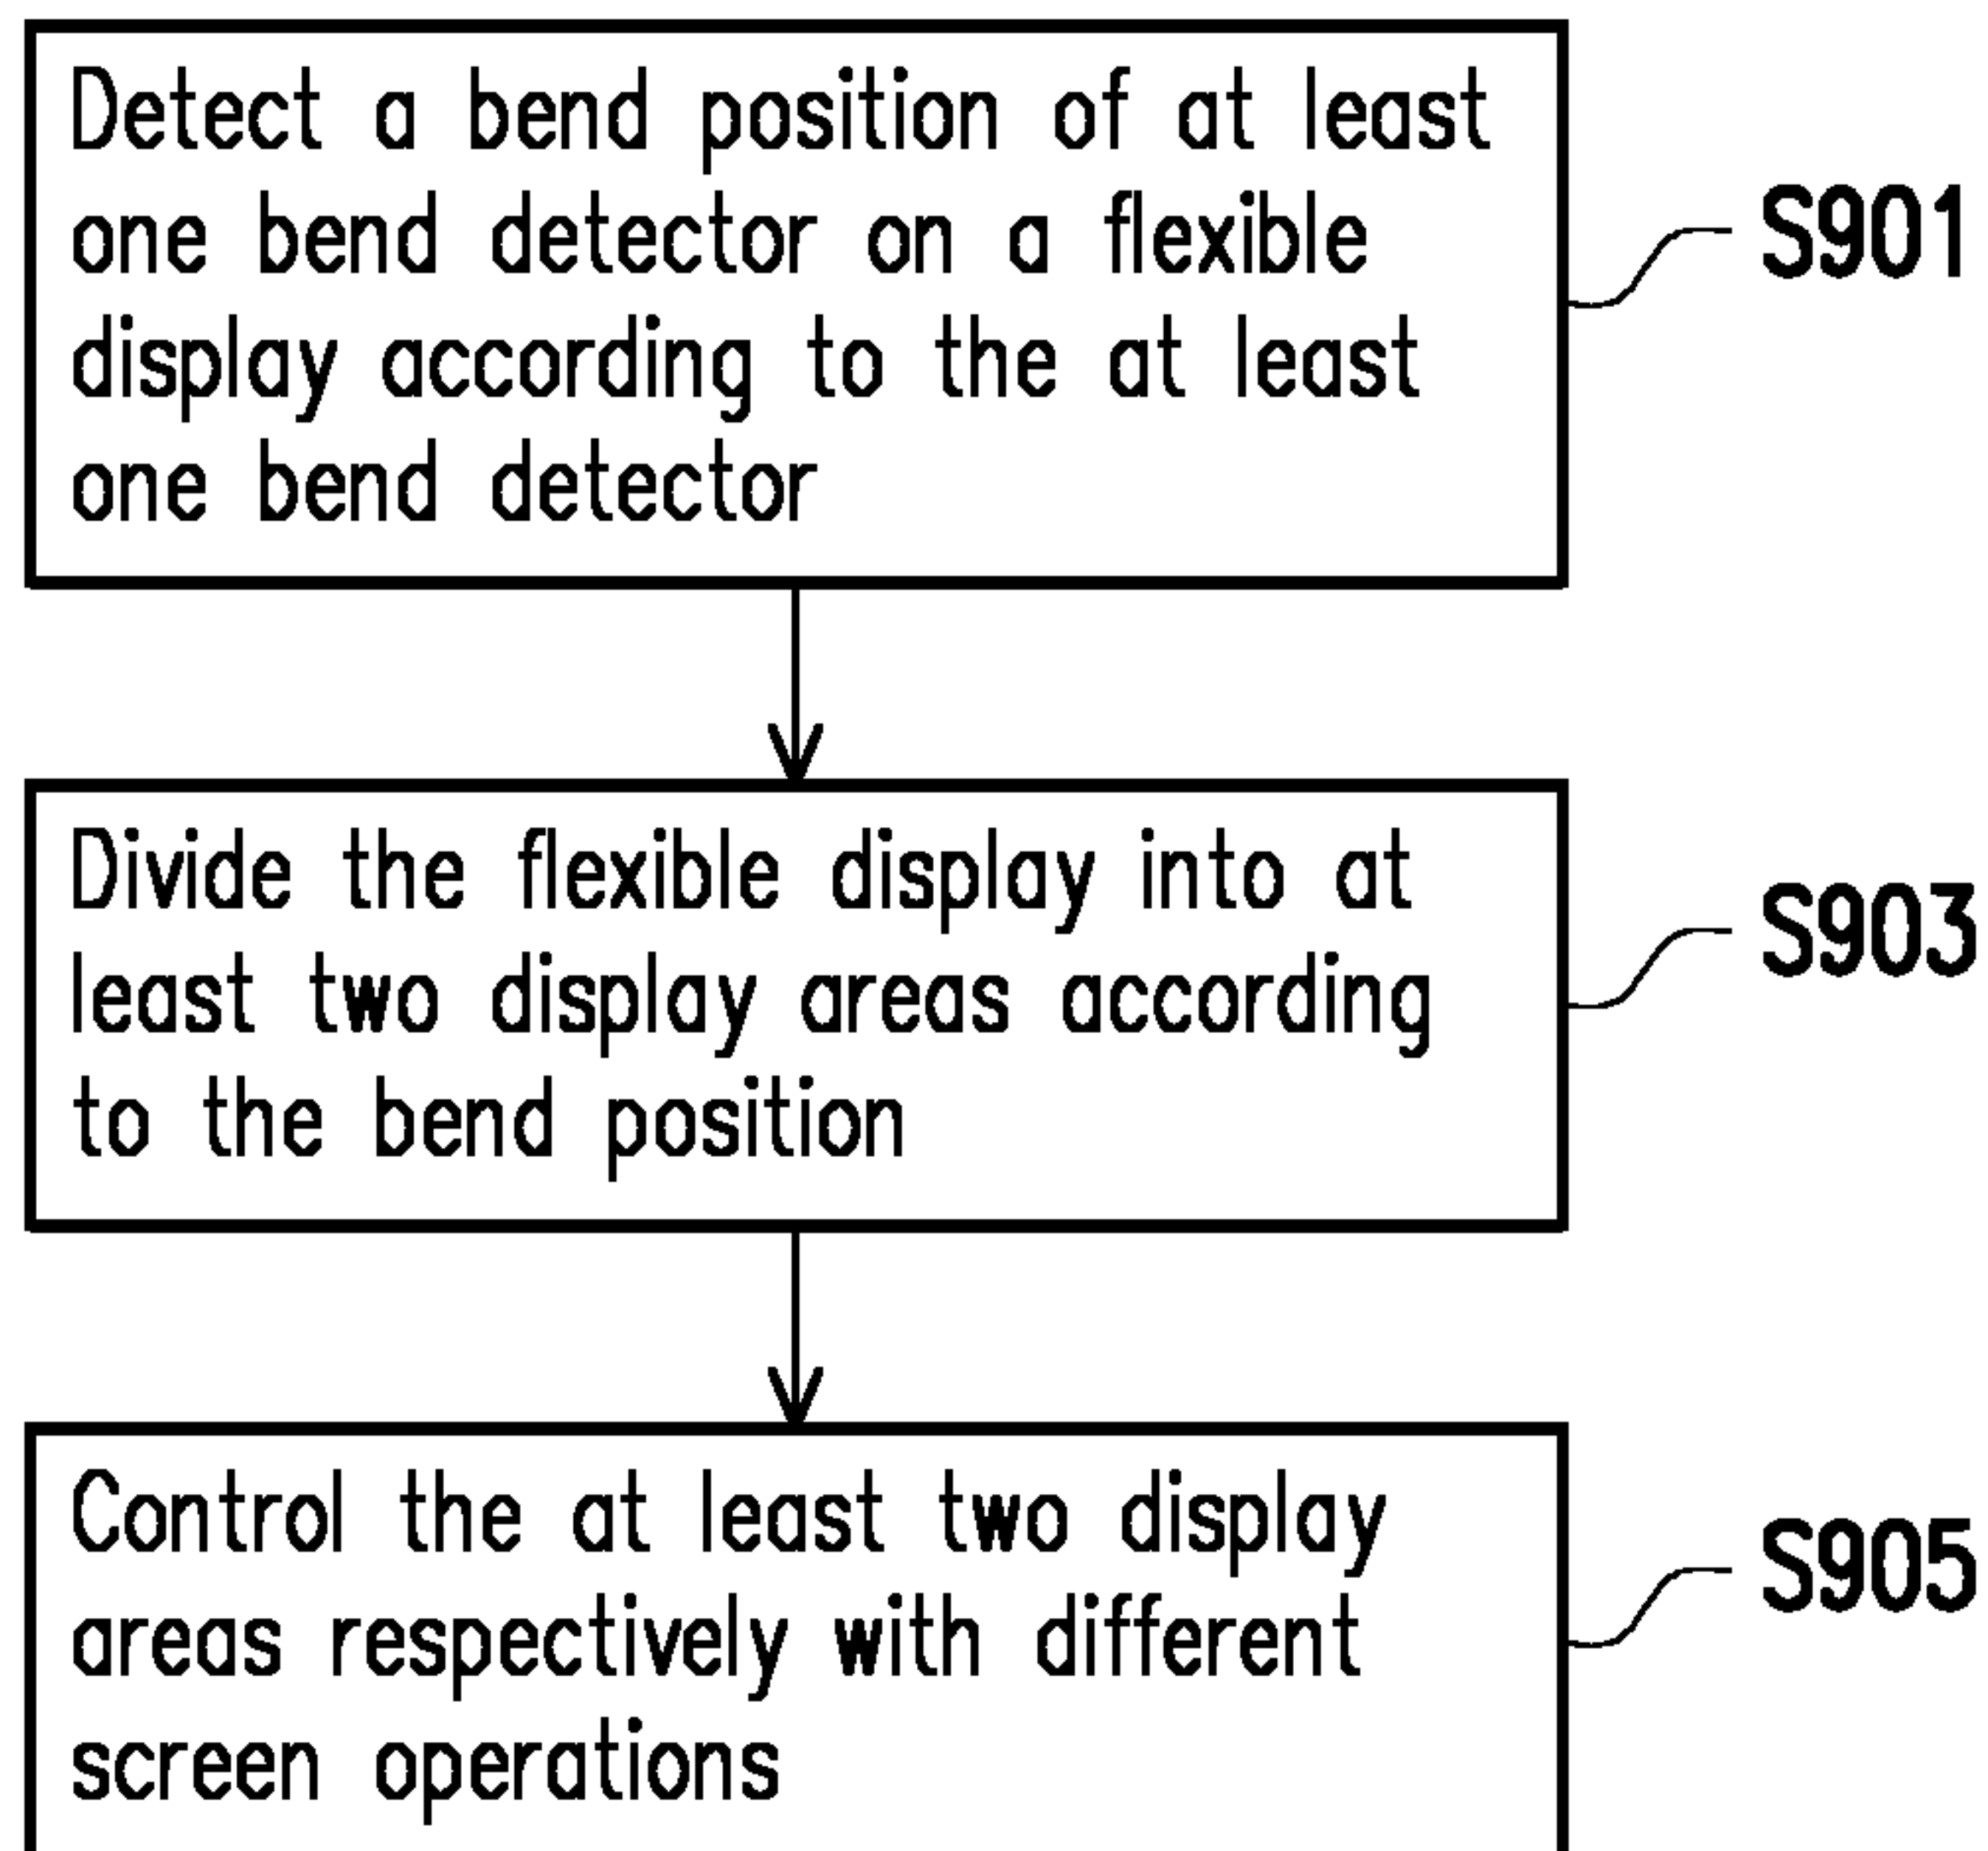 Detect a bend position of at least
one bend detector on a flexible
display according to the at least
one bend detector
S901
Divide the flexible display into at
least two display areas according
to the bend position
S903
Control the at least two display
areas respectively with different
screen operations
S905